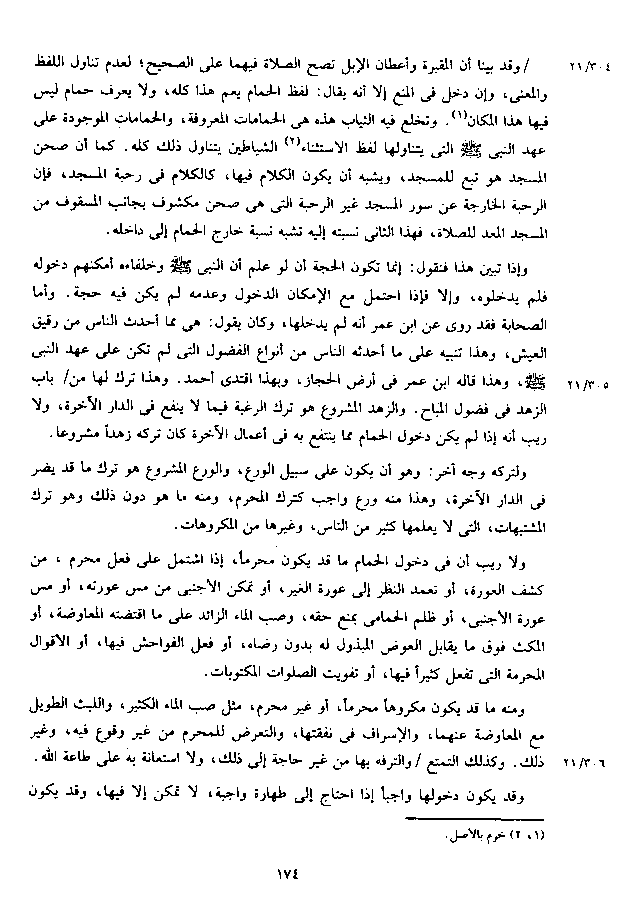 ٢١/٣٠٤ / وقد بينا أن المقبرة وأعطان الإبل تصح الصلاة فيهما على الصحيح؛ لعدم تناول اللفظ
والمعنى، وإن دخل فى المنع إلا أنه يقال: لفظ الحمام يعم هذا كله، ولا يعرف حمام ليس
فيها هذا المكان(١). وتخلع فيه الثياب هذه هى الحمامات المعروفة، والحمامات الموجودة على
عهد النبى ﷺ التى يتناولها لفظ الاستثناء(٢) الشياطين يتناول ذلك كله. كما أن صحن
المسجد هو تبع للمسجد، ويشبه أن يكون الكلام فيها، كالكلام فى رحبة المسجد، فإن
الرحبة الخارجة عن سور المسجد غير الرحبة التى هى صحن مكشوف بجانب المسقوف من
المسجد المعد للصلاة، فهذا الثانى نسبته إليه تشبه نسبة خارج الحمام إلى داخله.
وإذا تبين هذا فنقول: إنما تكون الحجة أن لو علم أن النبى ﷺ وخلفاءه أمكنهم دخوله
فلم يدخلوه، وإلا فإذا احتمل مع الإمكان الدخول وعدمه لم يكن فيه حجة. وأما
الصحابة فقد روى عن ابن عمر أنه لم يدخلها، وكان يقول: هى مما أحدث الناس من رقيق
العيش، وهذا تنبيه على ما أحدثه الناس من أنواع الفضول التى لم تكن على عهد النبى
٢١/٣٠٥ ﷺ، وهذا قاله ابن عمر فى أرض الحجاز، وبهذا اقتدى أحمد. وهذا ترك لها من/ باب
الزهد فى فضول المباح. والزهد المشروع هو ترك الرغبة فيما لا ينفع فى الدار الآخرة، ولا
ريب أنه إذا لم يكن دخول الحمام مما ينتفع به فى أعمال الآخرة كان تركه زهداً مشروعا.
ولتركه وجه آخر: وهو أن يكون على سبيل الورع، والورع المشروع هو ترك ما قد يضر
فى الدار الآخرة، وهذا منه ورع واجب كترك المحرم، ومنه ما هو دون ذلك وهو ترك
المشتبهات، التى لا يعلمها كثير من الناس، وغيرها من المكروهات.
ولا ريب أن فى دخول الحمام ما قد يكون محرماً، إذا اشتمل على فعل محرم ، من
كشف العورة، أو تعمد النظر إلى عورة الغير، أو تمكن الأجنبى من مس عورته، أو مس
عورة الأجنبى، أو ظلم الحمامى بمنع حقه، وصب الماء الزائد على ما اقتضته المعاوضة، أو
المكث فوق ما يقابل العوض المبذول له بدون رضاه، أو فعل الفواحش فيها، أو الأقوال
المحرمة التى تفعل كثيراً فيها، أو تفويت الصلوات المكتوبات.
ومنه ما قد يكون مكروهاً محرماً، أو غير محرم، مثل صب الماء الكثير، واللبث الطويل
مع المعاوضة عنهما، والإسراف فى نفقتها، والتعرض للمحرم من غير وقوع فيه، وغير
٢١/٣٠٦ ذلك. وكذلك التمتع /والترفه بها من غير حاجة إلى ذلك، ولا استعانة به على طاعة الله.
وقد يكون دخولها واجباً إذا احتاج إلى طهارة واجبة، لا تمكن إلا فيها، وقد يكون
(١، ٢) خرم بالأصل.
١٧٤